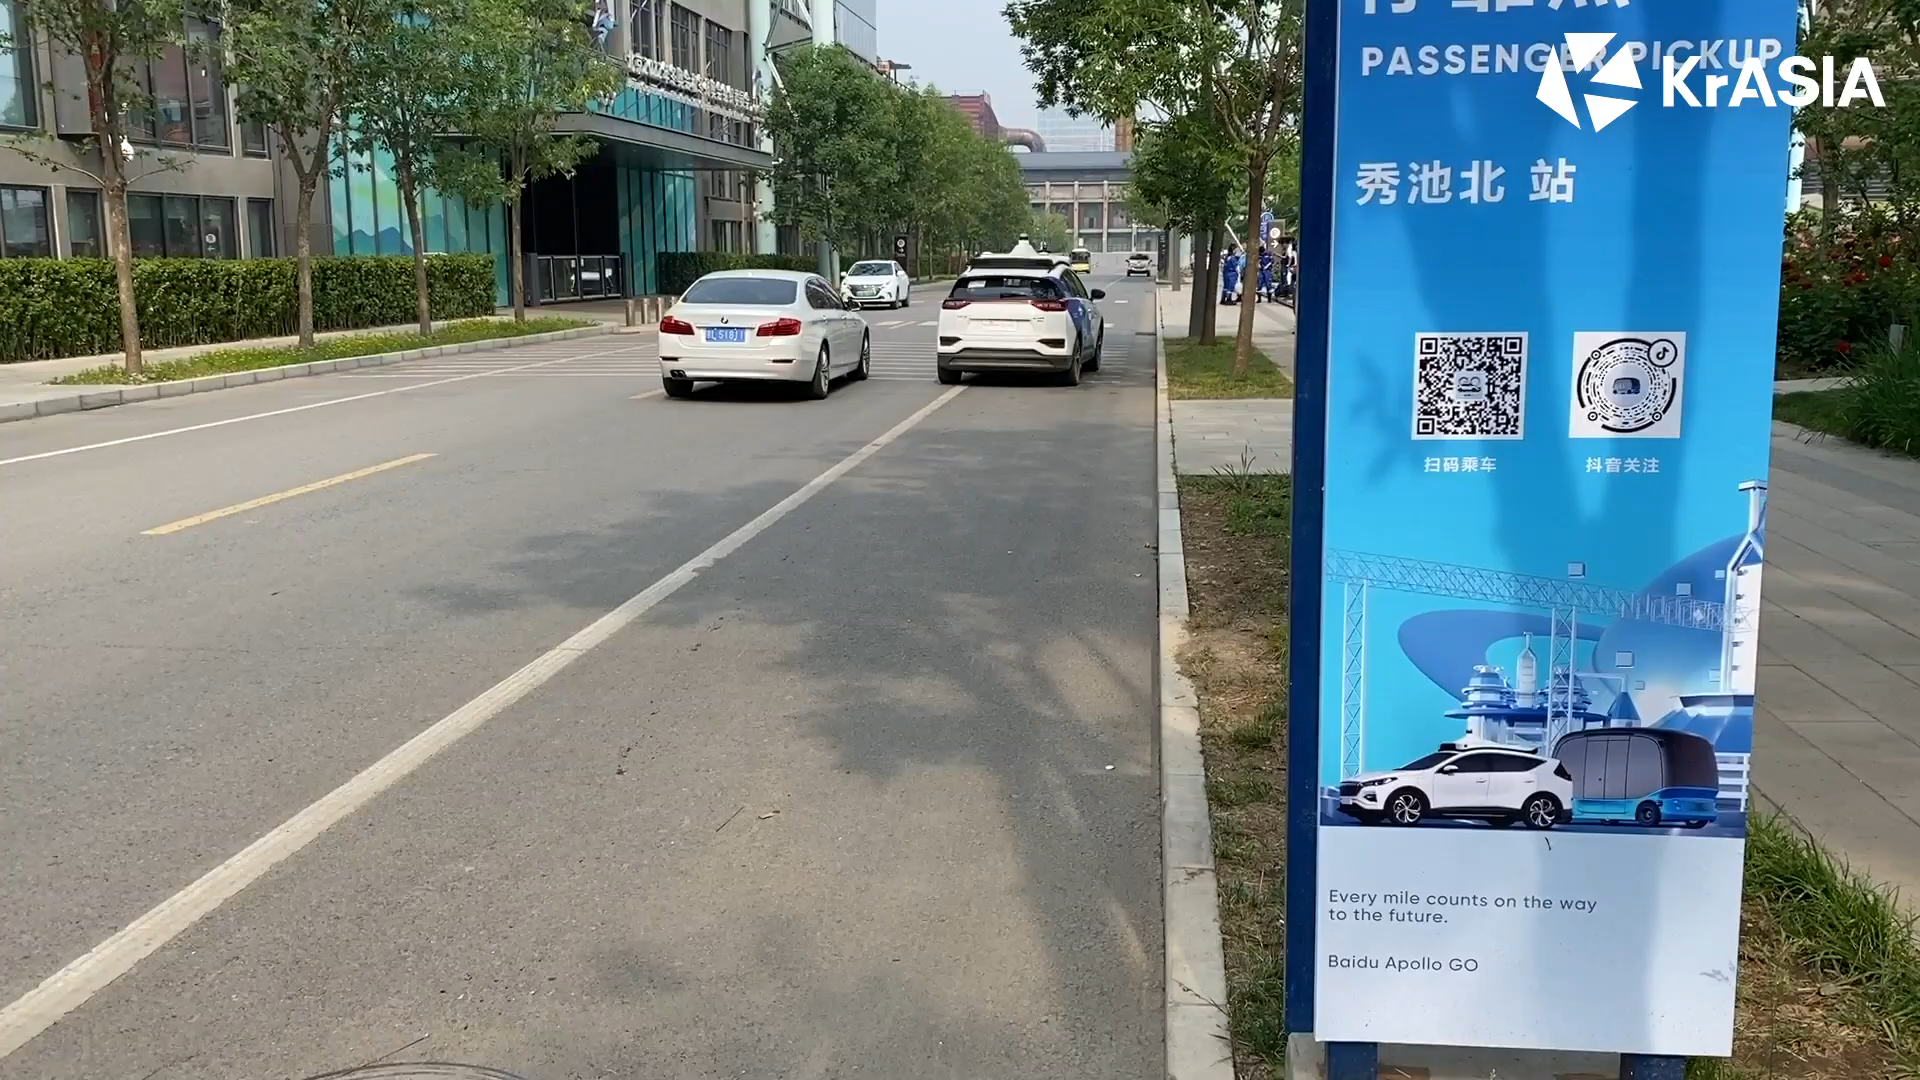 PASSENGER PICKUP
KrASIA
秀池北 站
扫码乘车
抖音关注
Every mile counts on the way
to the future.
Baidu Apollo GO